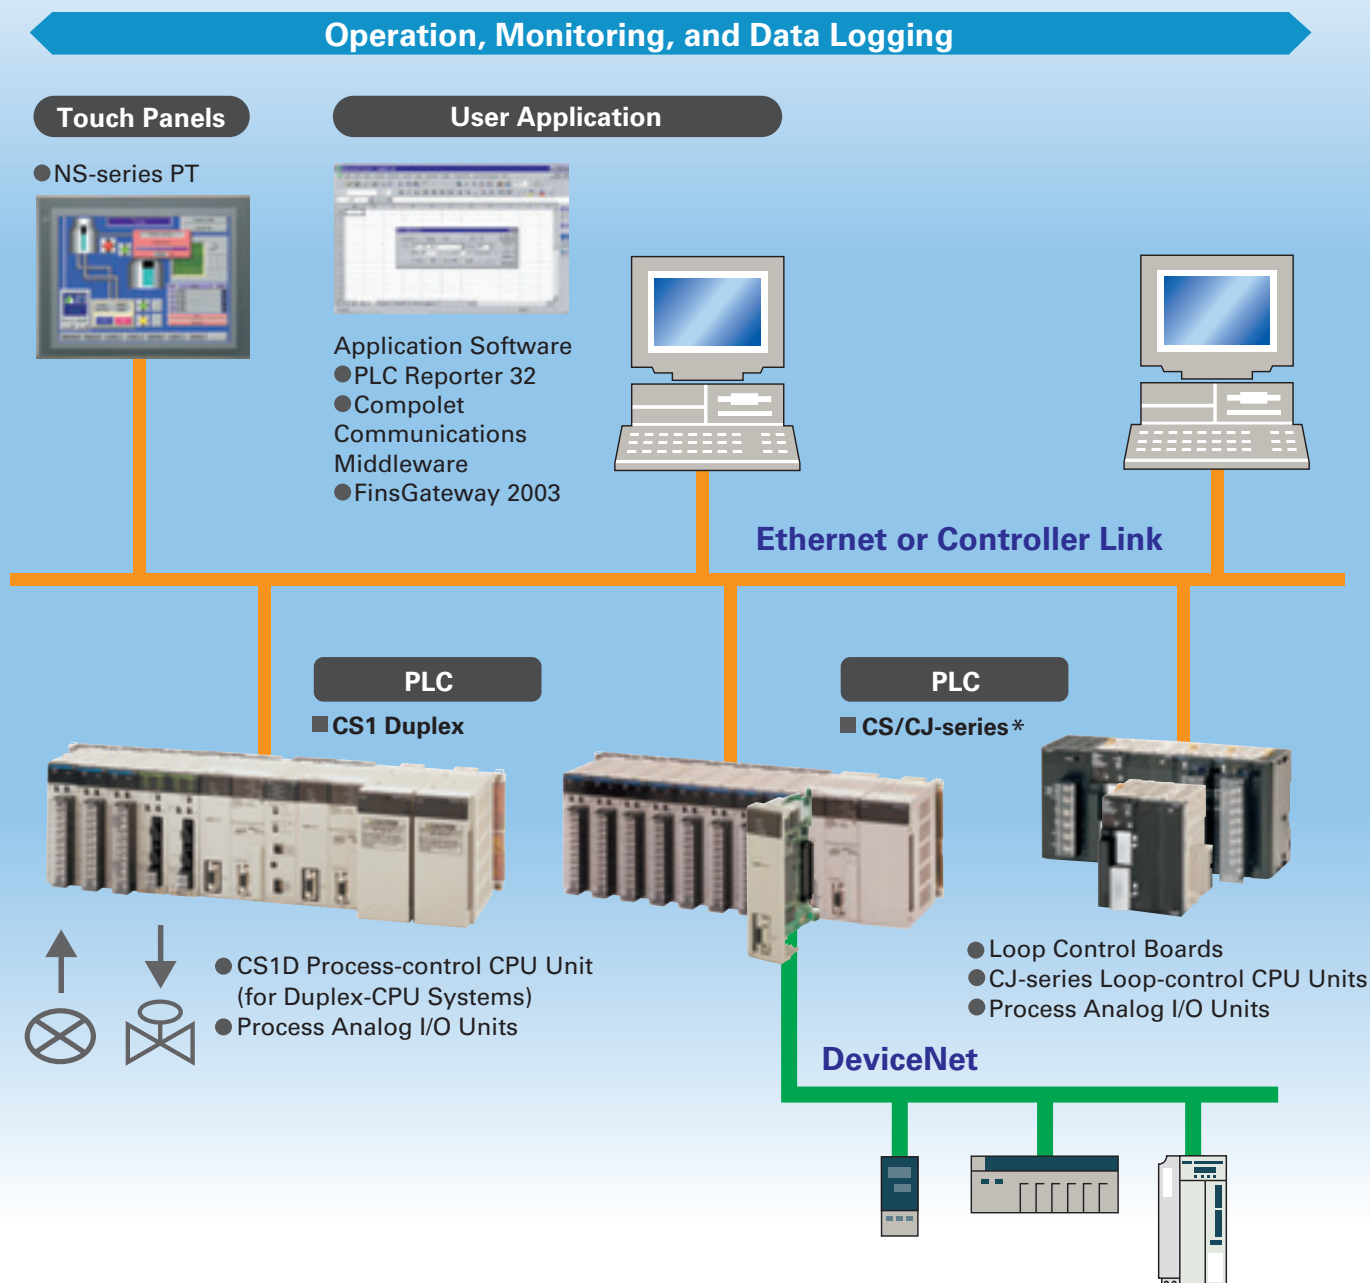 Operation, Monitoring, and Data Logging
Touch Panels
User Application
●NS-series PT
Application Software
●PLC Reporter 32
●Compolet
Communications
Middleware
●FinsGateway 2003
Ethernet or Controller Link
PLC
■CS1 Duplex
PLC
■CS/CJ-series*
●CS1D Process-control CPU Unit
(for Duplex-CPU Systems)
●Process Analog I/O Units
●Loop Control Boards
●CJ-series Loop-control CPU Units
●Process Analog I/O Units
DeviceNet